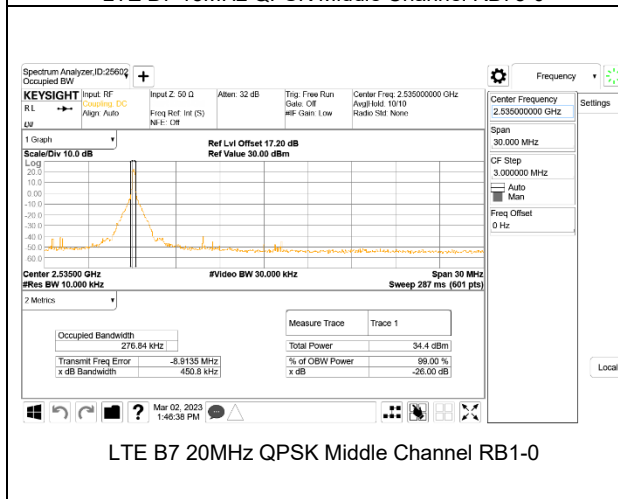 LTE B7 15MHz QPSK Middle Channel RB75-0
Spectrum Analyzer,ID:25602
Occupied BW
Frequency
KEYSIGHT Input: RF Input Z: 50 Ω Atten: 32 dB Trig: Free Run Center Freq: 2.535000000 GHz
RL Coupling: DC Gate: Off Avg|Hold: 10/10
Align: Auto Freq Ref: Int (S) #IF Gain: Low Radio Std: None
NFE: Off
Center Frequency
2.535000000 GHz
Settings
Span
30.000 MHz
CF Step
3.000000 MHz
Auto
Man
Freq Offset
0 Hz
Local
1 Graph
Ref Lvl Offset 17.20 dB
Scale/Div 10.0 dB Ref Value 30.00 dBm
Log
20.0
10.0
0.00
-10.0
-20.0
-30.0
-40.0
-50.0
-60.0
Center 2.53500 GHz #Video BW 30.000 kHz Span 30 MHz
#Res BW 10.000 kHz Sweep 287 ms (601 pts)
2 Metrics
Measure Trace Trace 1
Occupied Bandwidth
276.84 kHz Total Power 34.4 dBm
Transmit Freq Error -8.9135 MHz % of OBW Power 99.00 %
x dB Bandwidth 450.8 kHz x dB -26.00 dB
? Mar 02, 2023
1:46:38 PM
LTE B7 20MHz QPSK Middle Channel RB1-0